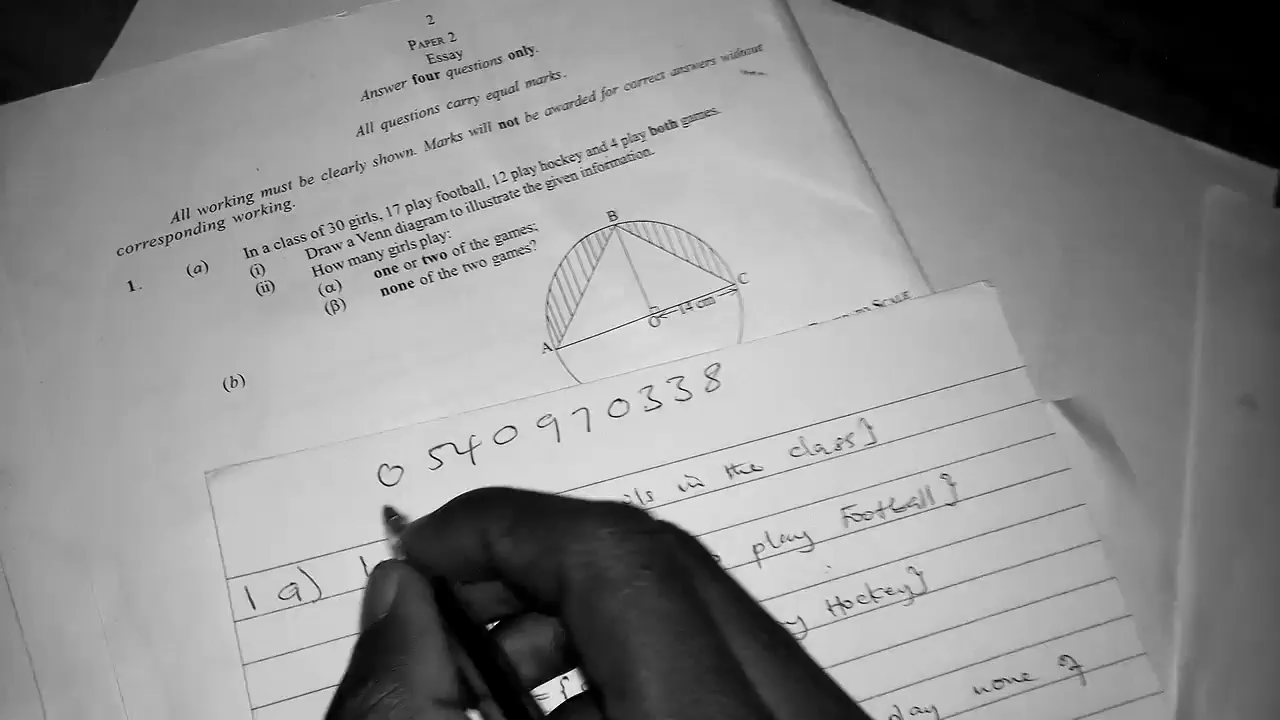 2
PAPER 2
Essay
Answer four questions only.
All questions carry equal marks.
All working must be clearly shown. Marks will not be awarded for correct answers without
corresponding working.
1. (a) In a class of 30 girls, 17 play football, 12 play hockey and 4 play both games.
(i) Draw a Venn diagram to illustrate the given information.
(ii) How many girls play:
(α) one or two of the games;
(β) none of the two games?
B
C
14 cm
O
A
SCALE
(b)
0540970338
in the class}
1 a)
play Football}
Hockey}
none of